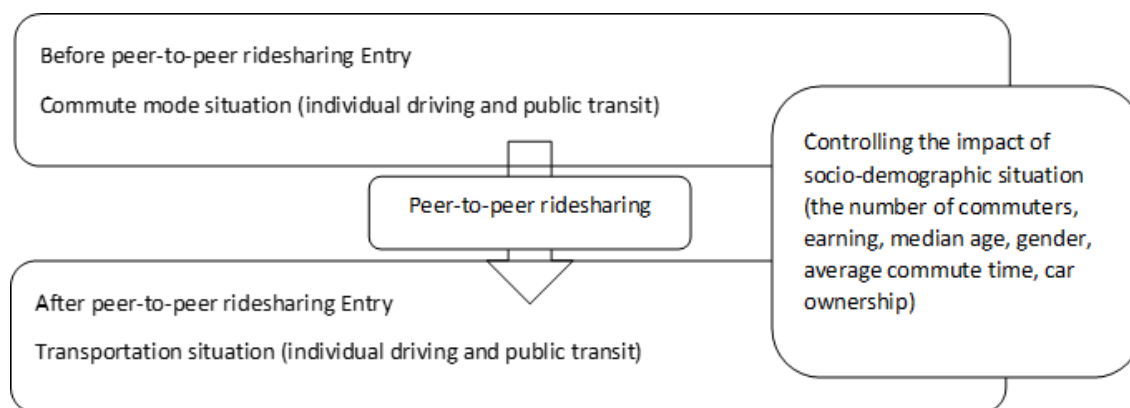 Before peer-to-peer ridesharing Entry
Commute mode situation (individual driving and public transit)
Peer-to-peer ridesharing
After peer-to-peer ridesharing Entry
Transportation situation (individual driving and public transit)
Controlling the impact of
socio-demographic situation
(the number of commuters,
earning, median age, gender,
average commute time, car
ownership)